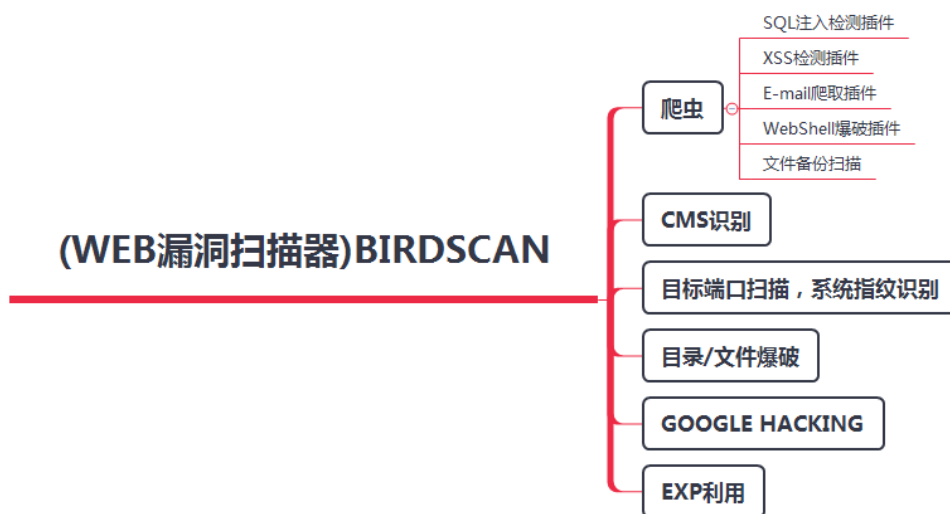 SQL注入检测插件
XSS检测插件
爬虫
E-mail爬取插件
WebShell爆破插件
文件备份扫描
CMS识别
(WEB漏洞扫描器)BIRDSCAN
目标端口扫描，系统指纹识别
目录/文件爆破
GOOGLE HACKING
EXP利用